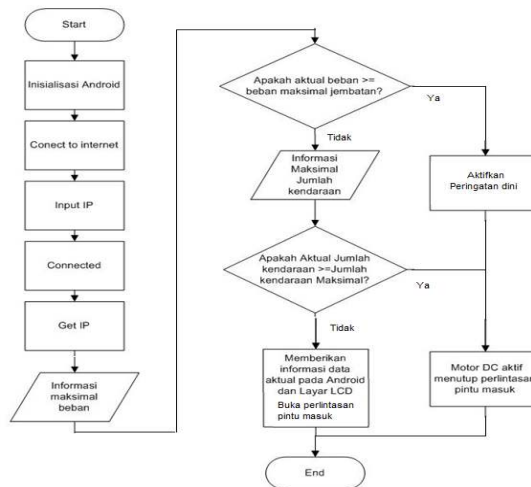 Start
Inisialisasi Android
Conect to internet
Input IP
Connected
Get IP
Informasi
maksimal
beban
Apakah aktual beban >=
beban maksimal jembatan?
Ya
Tidak
Informasi
Maksimal
Jumlah
kendaraan
Aktifkan
Peringatan dini
Apakah Aktual Jumlah
kendaraan >=Jumlah
kendaraan Maksimal?
Ya
Tidak
Memberikan
informasi data
aktual pada Android
dan Layar LCD
Buka perlintasan
pintu masuk
Motor DC aktif
menutup perlintasan
pintu masuk
End